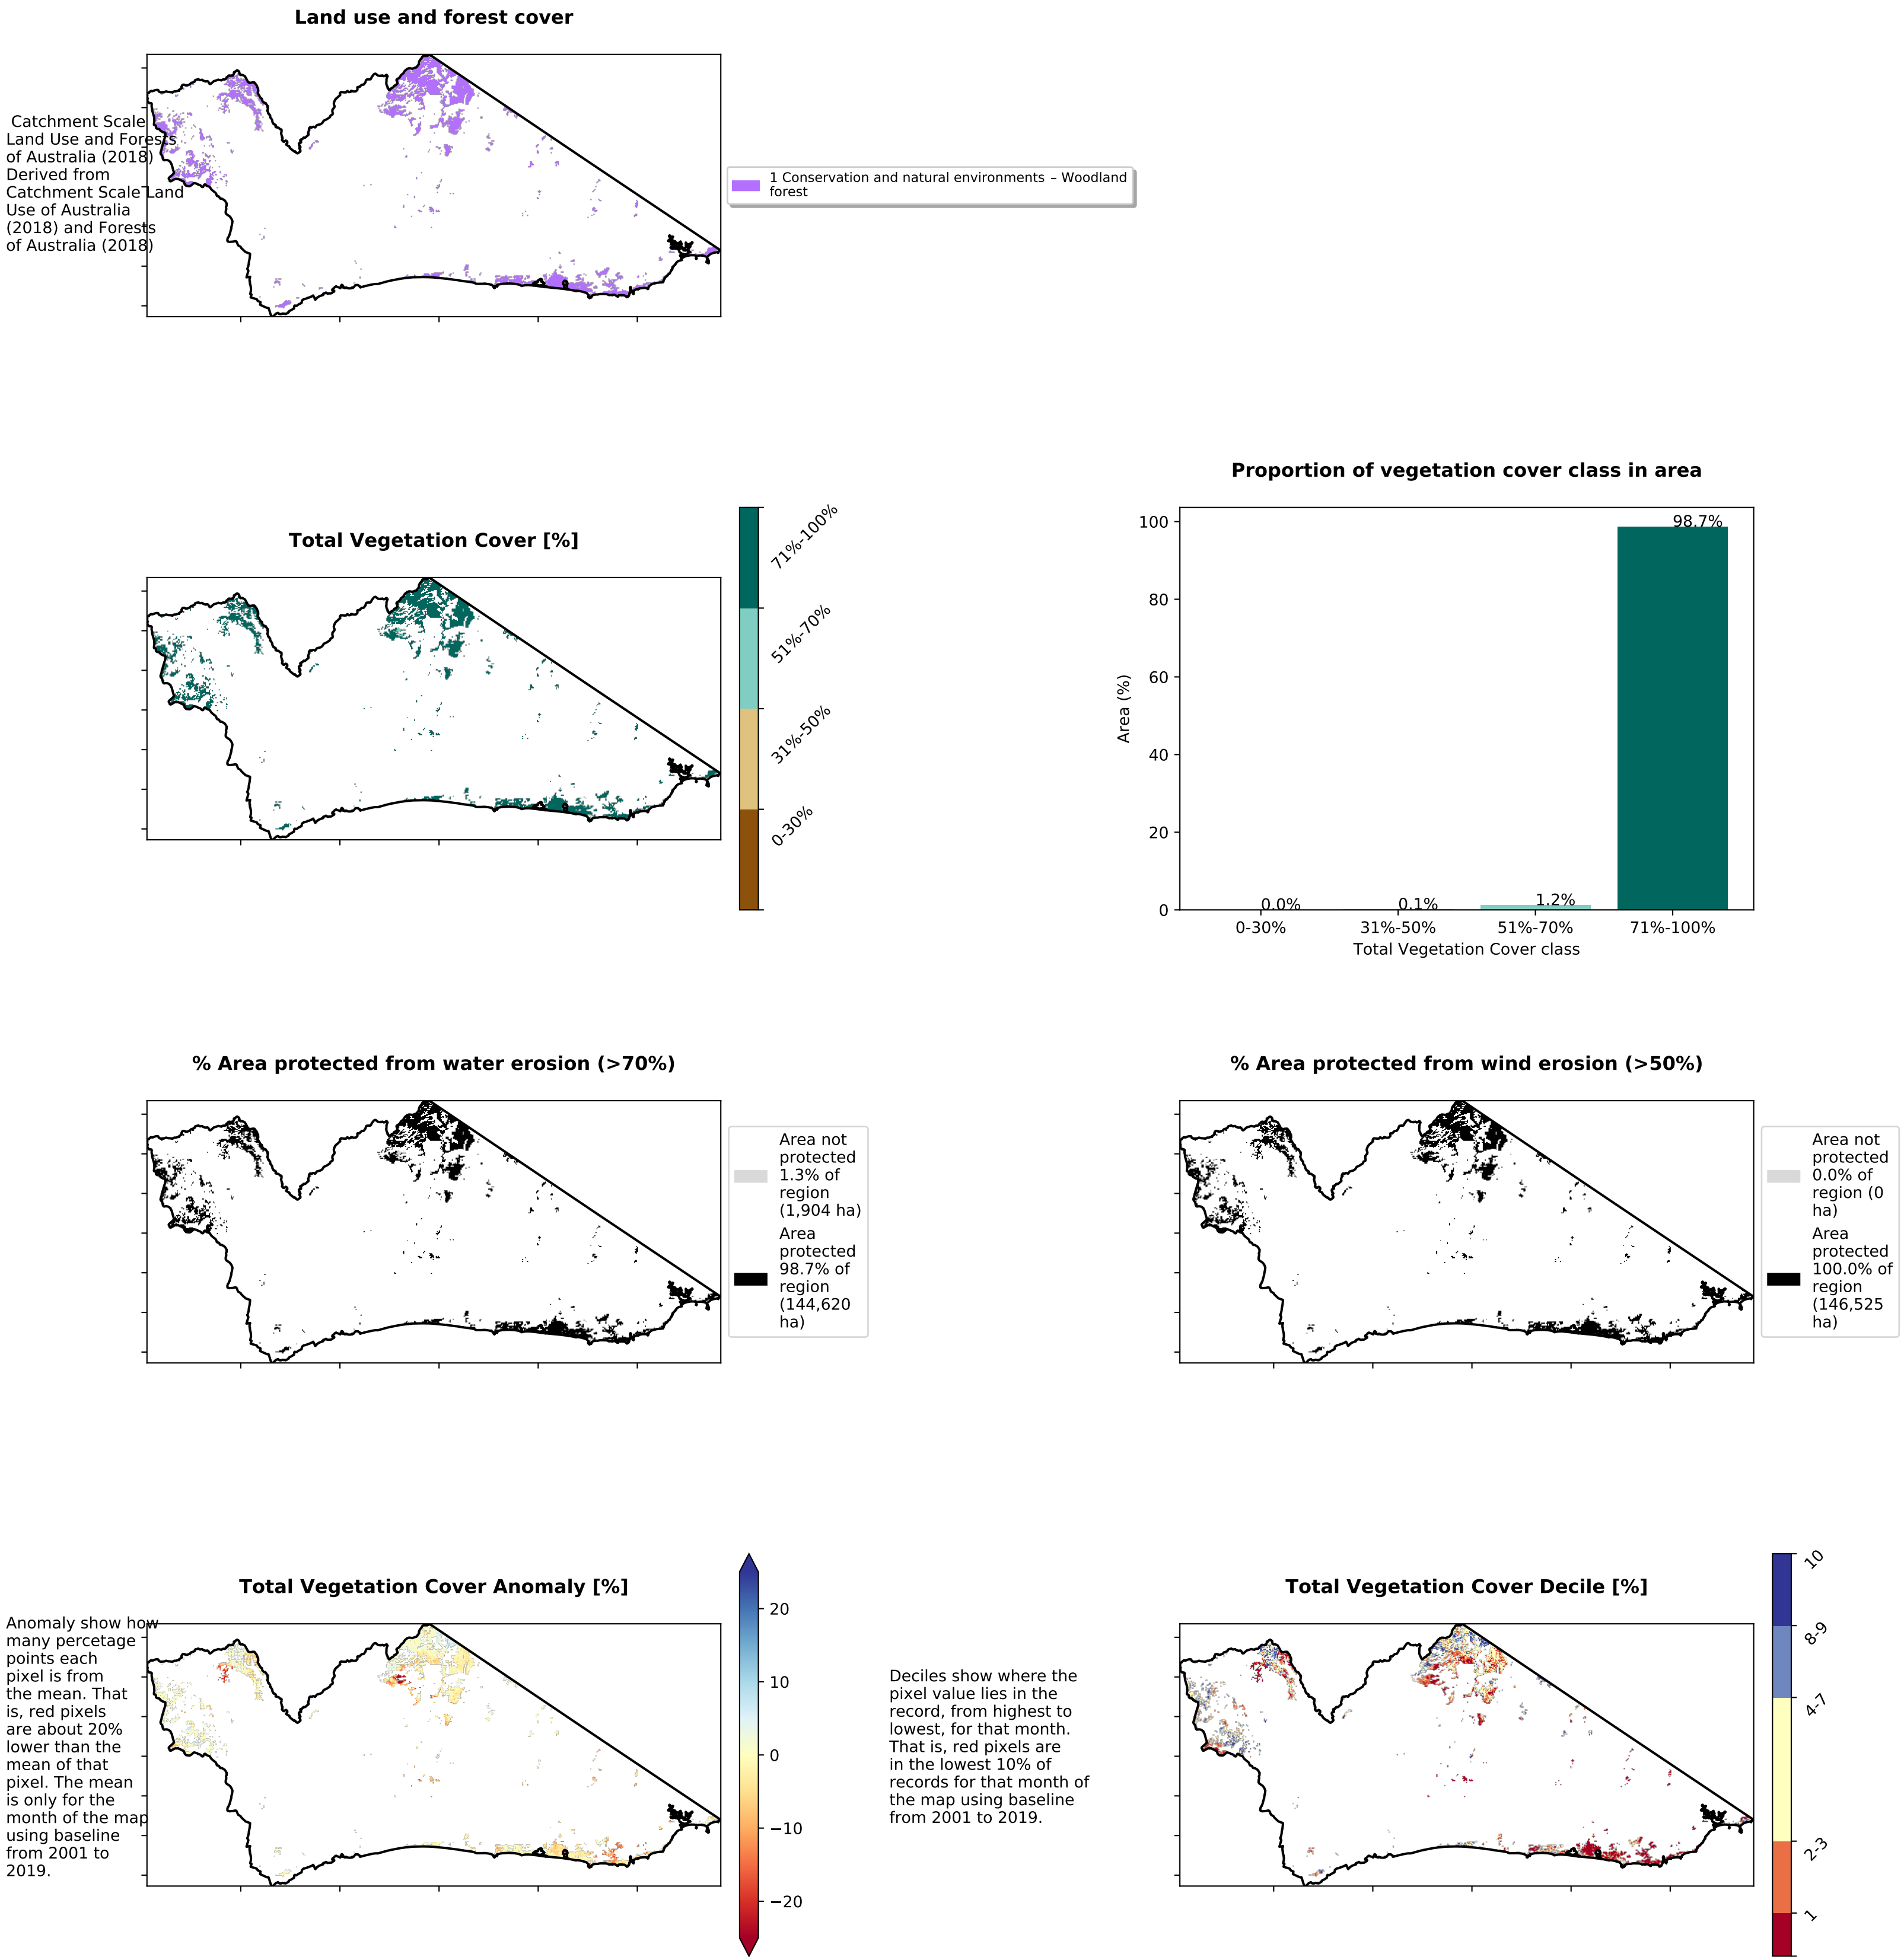 Land use and forest cover
Catchment Scale
Land Use and Forests
of Australia (2018)
Derived from
Catchment Scale Land
Use of Australia
(2018) and Forests
of Australia (2018)
1 Conservation and natural environments – Woodland
forest
Total Vegetation Cover [%]
71%-100%
51%-70%
31%-50%
0-30%
Proportion of vegetation cover class in area
Area (%)
100
80
60
40
20
0
0.0%
0.1%
1.2%
98.7%
0-30%
31%-50%
51%-70%
71%-100%
Total Vegetation Cover class
% Area protected from water erosion (>70%)
Area not
protected
1.3% of
region
(1,904 ha)
Area
protected
98.7% of
region
(144,620
ha)
% Area protected from wind erosion (>50%)
Area not
protected
0.0% of
region (0
ha)
Area
protected
100.0% of
region
(146,525
ha)
Total Vegetation Cover Anomaly [%]
Anomaly show how
many percetage
points each
pixel is from
the mean. That
is, red pixels
are about 20%
lower than the
mean of that
pixel. The mean
is only for the
month of the map
using baseline
from 2001 to
2019.
20
10
0
−10
−20
Total Vegetation Cover Decile [%]
Deciles show where the
pixel value lies in the
record, from highest to
lowest, for that month.
That is, red pixels are
in the lowest 10% of
records for that month of
the map using baseline
from 2001 to 2019.
10
8-9
4-7
2-3
1